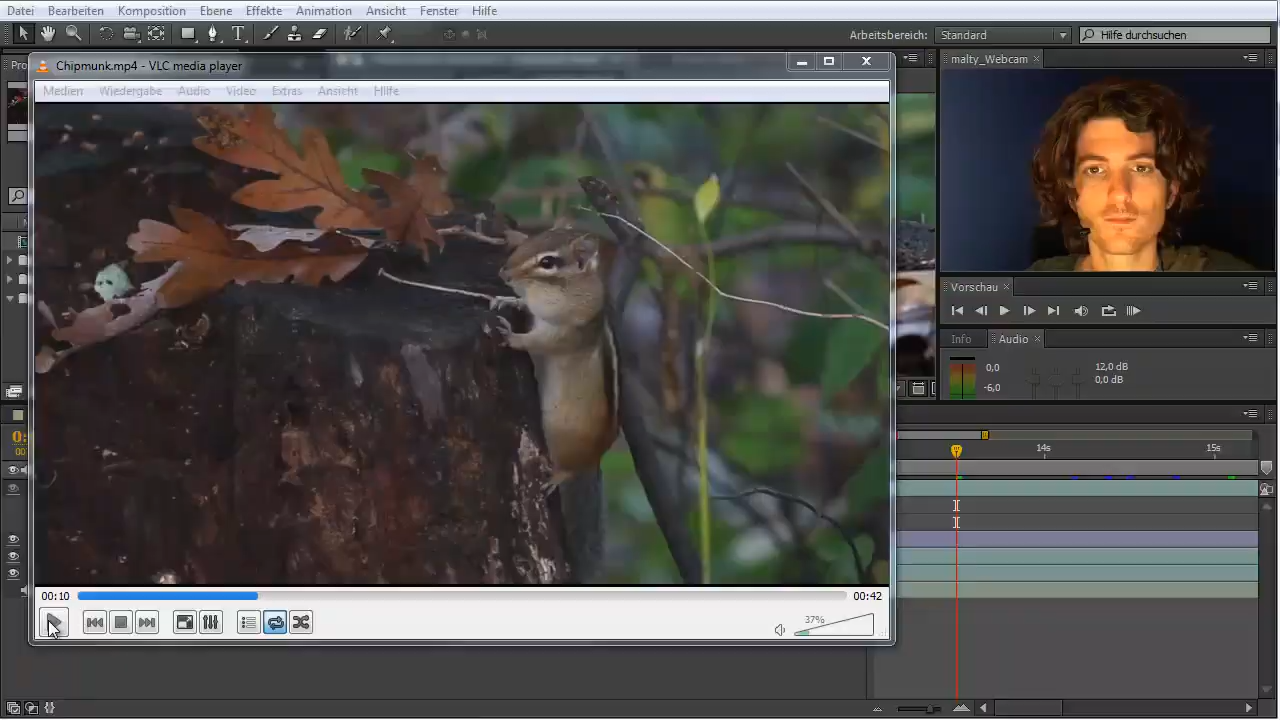 Datei Bearbeiten Komposition Ebene Effekte Animation Ansicht Fenster Hilfe
Arbeitsbereich: Standard Hilfe durchsuchen
Chipmunk.mp4 - VLC media player
Medien Wiedergabe Audio Video Extras Ansicht Hilfe
malty_Webcam
Vorschau
Info Audio
0,0
-6,0
12,0 dB
0,0 dB
14s 15s
00:10 00:42
37%